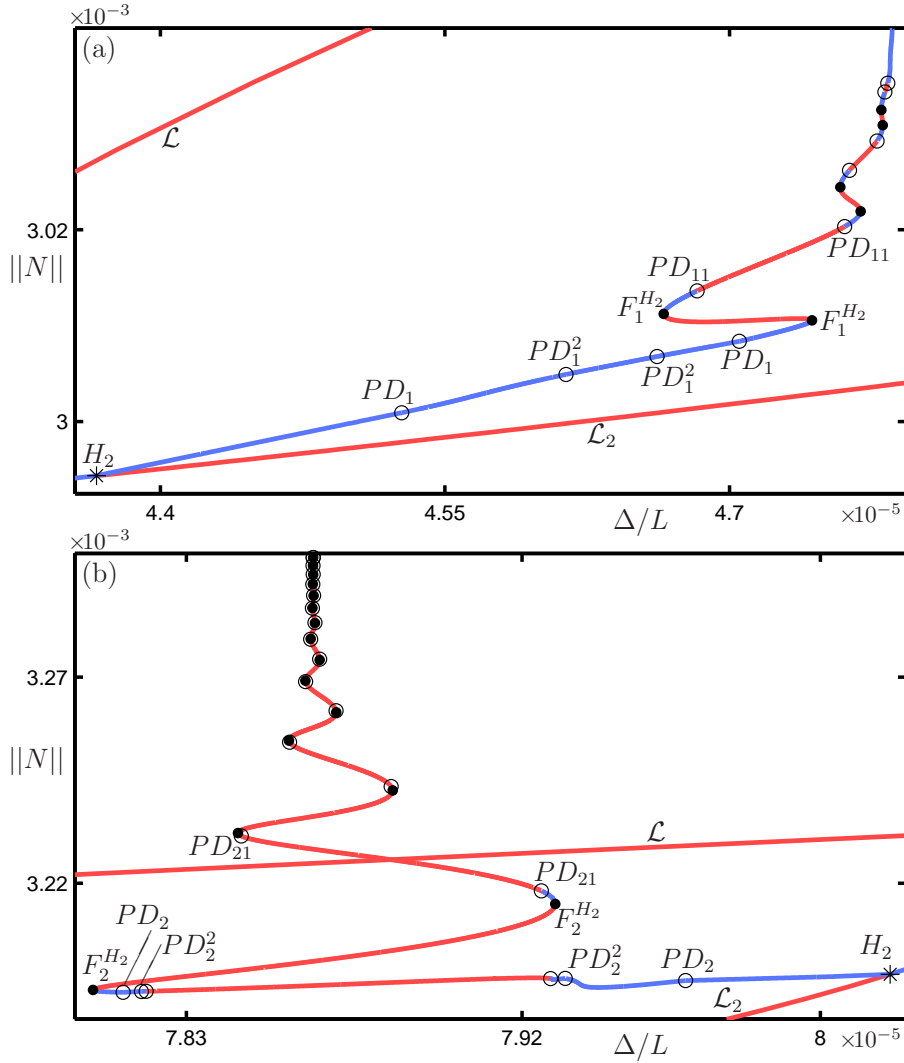 ×10⁻³
(a)
ℒ
3.02
||N||
PD₁₁
PD₁₁
F₁^{H₂}
F₁^{H₂}
PD₁²
PD₁
PD₁²
PD₁
3
ℒ₂
H₂
4.4
4.55
Δ/L
4.7
×10⁻⁵
×10⁻³
(b)
3.27
||N||
PD₂₁
ℒ
3.22
PD₂₁
F₂^{H₂}
PD₂
PD₂²
F₂^{H₂}
PD₂²
PD₂
H₂
ℒ₂
7.83
7.92
Δ/L
8
×10⁻⁵